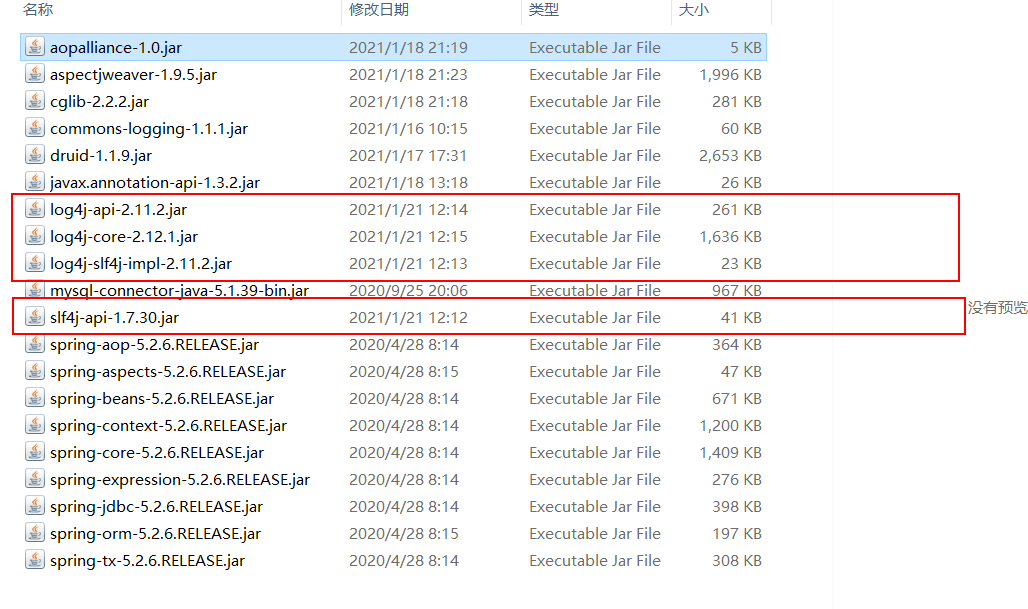 名称 修改日期 类型 大小
aopalliance-1.0.jar 2021/1/18 21:19 Executable Jar File 5 KB
aspectjweaver-1.9.5.jar 2021/1/18 21:23 Executable Jar File 1,996 KB
cglib-2.2.2.jar 2021/1/18 21:18 Executable Jar File 281 KB
commons-logging-1.1.1.jar 2021/1/16 10:15 Executable Jar File 60 KB
druid-1.1.9.jar 2021/1/17 17:31 Executable Jar File 2,653 KB
javax.annotation-api-1.3.2.jar 2021/1/18 13:18 Executable Jar File 26 KB
log4j-api-2.11.2.jar 2021/1/21 12:14 Executable Jar File 261 KB
log4j-core-2.12.1.jar 2021/1/21 12:15 Executable Jar File 1,636 KB
log4j-slf4j-impl-2.11.2.jar 2021/1/21 12:13 Executable Jar File 23 KB
mysql-connector-java-5.1.39-bin.jar 2020/9/25 20:06 Executable Jar File 967 KB
没有预览
slf4j-api-1.7.30.jar 2021/1/21 12:12 Executable Jar File 41 KB
spring-aop-5.2.6.RELEASE.jar 2020/4/28 8:14 Executable Jar File 364 KB
spring-aspects-5.2.6.RELEASE.jar 2020/4/28 8:15 Executable Jar File 47 KB
spring-beans-5.2.6.RELEASE.jar 2020/4/28 8:14 Executable Jar File 671 KB
spring-context-5.2.6.RELEASE.jar 2020/4/28 8:14 Executable Jar File 1,200 KB
spring-core-5.2.6.RELEASE.jar 2020/4/28 8:14 Executable Jar File 1,409 KB
spring-expression-5.2.6.RELEASE.jar 2020/4/28 8:14 Executable Jar File 276 KB
spring-jdbc-5.2.6.RELEASE.jar 2020/4/28 8:14 Executable Jar File 398 KB
spring-orm-5.2.6.RELEASE.jar 2020/4/28 8:15 Executable Jar File 197 KB
spring-tx-5.2.6.RELEASE.jar 2020/4/28 8:14 Executable Jar File 308 KB